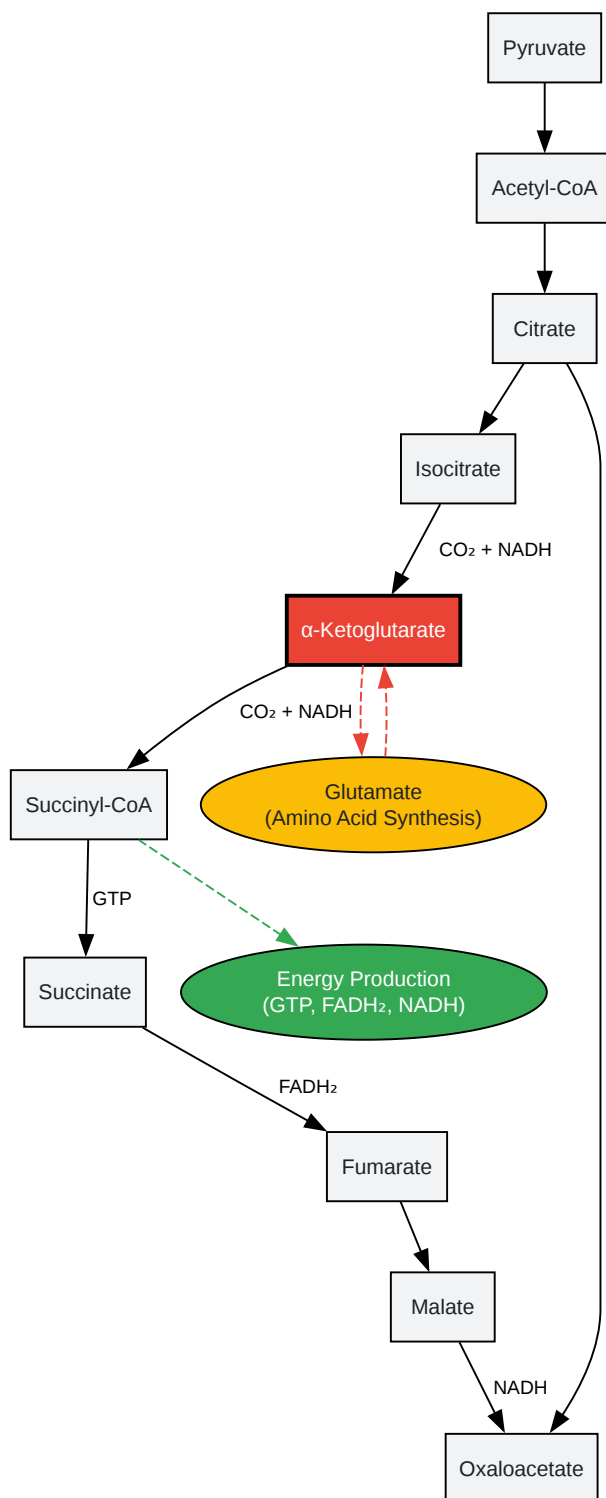 Pyruvate
Acetyl-CoA
Citrate
Isocitrate
CO₂ + NADH
α-Ketoglutarate
CO₂ + NADH
Succinyl-CoA
Glutamate
(Amino Acid Synthesis)
GTP
Succinate
Energy Production
(GTP, FADH₂, NADH)
FADH₂
Fumarate
Malate
NADH
Oxaloacetate